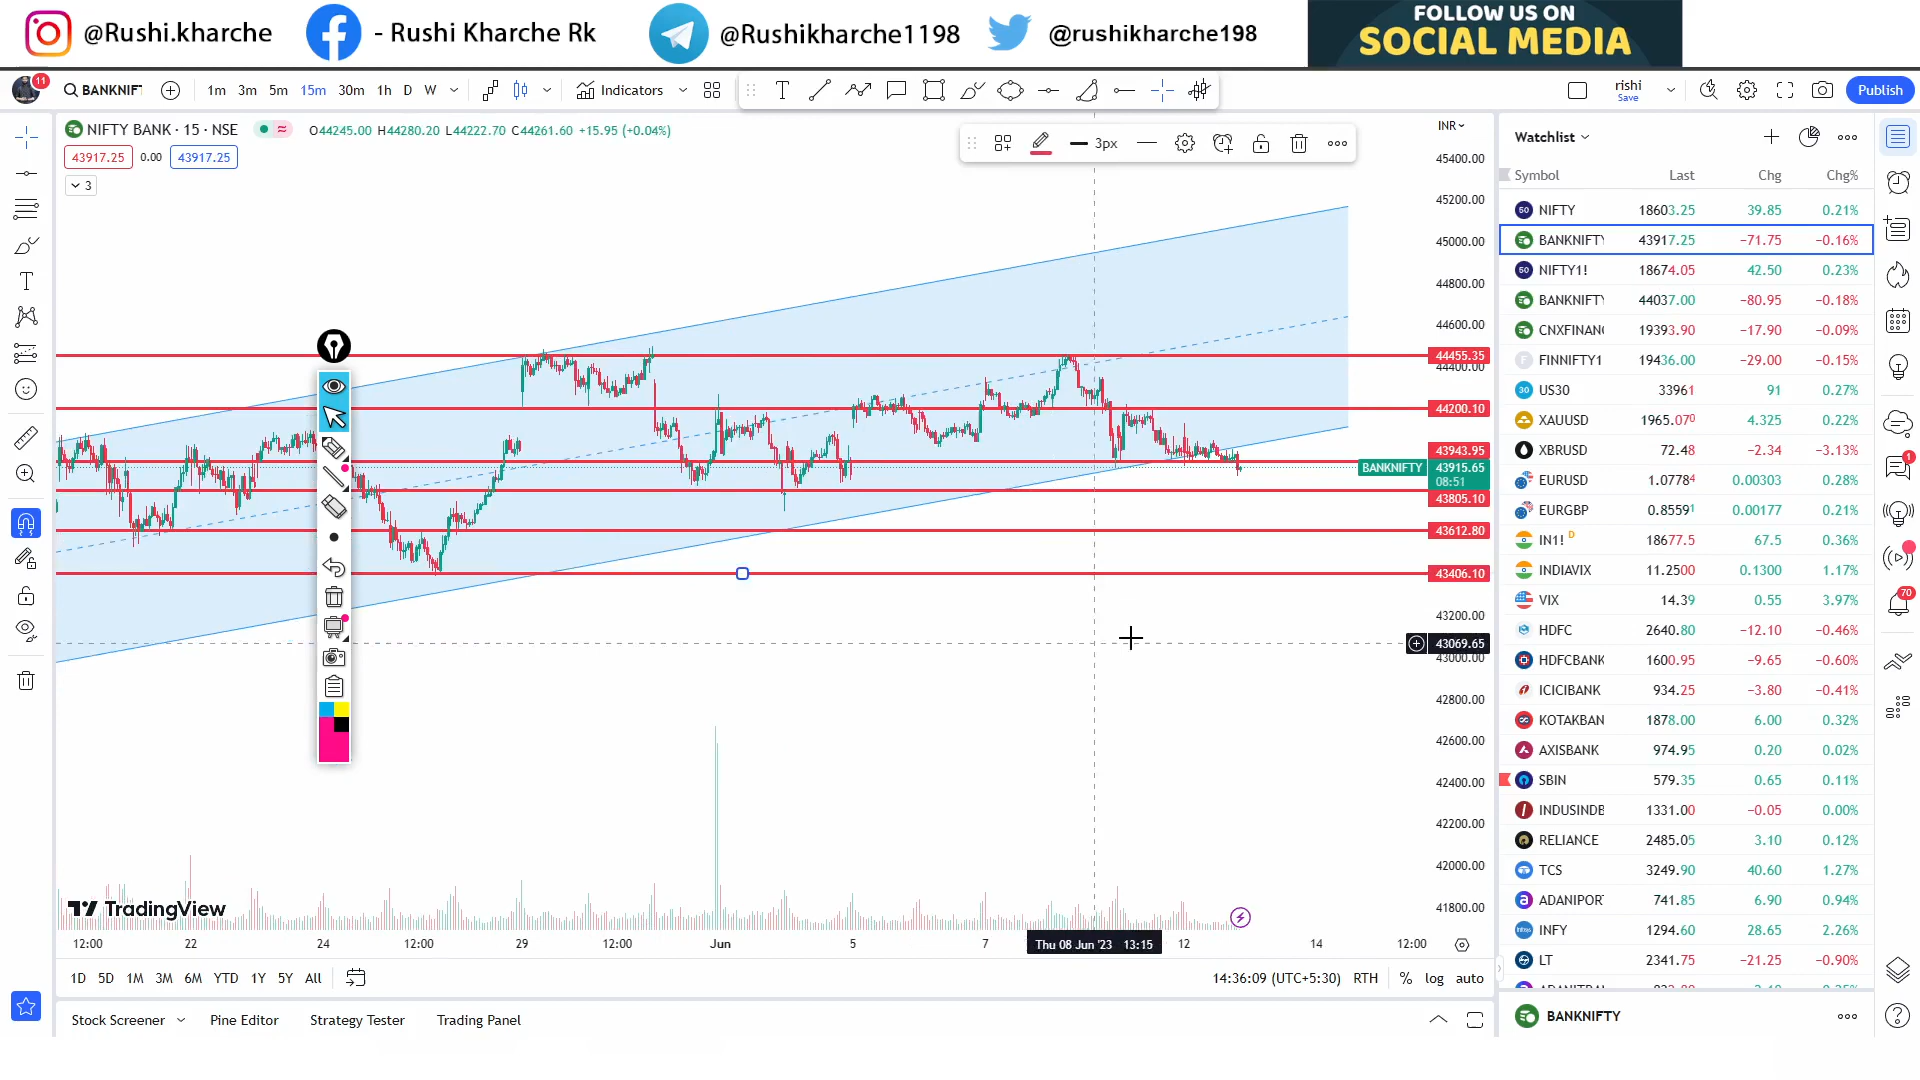 @Rushi.kharche - Rushi Kharche Rk @Rushikharche1198 @rushikharche198 FOLLOW US ON
SOCIAL MEDIA
11 BANKNIF 1m 3m 5m 15m 30m 1h D W Indicators rishi Save Publish
NIFTY BANK · 15 · NSE O44245.00 H44280.20 L44222.70 C44261.60 +15.95 (+0.04%)
43917.25 0.00 43917.25
3
3px
INR
45400.00
45200.00
45000.00
44800.00
44600.00
44455.35
44400.00
44200.10
43943.95
BANKNIFTY 43915.65
08:51
43805.10
43612.80
43406.10
43200.00
43069.65
43000.00
42800.00
42600.00
42400.00
42200.00
42000.00
41800.00
TradingView
12:00 22 24 12:00 29 12:00 Jun 5 7 Thu 08 Jun '23 13:15 12 14 12:00
1D 5D 1M 3M 6M YTD 1Y 5Y All 14:36:09 (UTC+5:30) RTH % log auto
Stock Screener Pine Editor Strategy Tester Trading Panel
Watchlist
Symbol Last Chg Chg%
50 NIFTY 18603.25 39.85 0.21%
BANKNIFTY 43917.25 −71.75 −0.16%
50 NIFTY1! 18674.05 42.50 0.23%
BANKNIFTY 44037.00 −80.95 −0.18%
CNXFINAN 19393.90 −17.90 −0.09%
F FINNIFTY1 19436.00 −29.00 −0.15%
30 US30 33961 91 0.27%
XAUUSD 1965.070 4.325 0.22%
XBRUSD 72.48 −2.34 −3.13%
EURUSD 1.07784 0.00303 0.28%
EURGBP 0.85591 0.00177 0.21%
IN1! D 18677.5 67.5 0.36%
INDIAVIX 11.2500 0.1300 1.17%
VIX 14.39 0.55 3.97%
HDFC 2640.80 −12.10 −0.46%
HDFCBANK 1600.95 −9.65 −0.60%
ICICIBANK 934.25 −3.80 −0.41%
KOTAKBAN 1878.00 6.00 0.32%
AXISBANK 974.95 0.20 0.02%
SBIN 579.35 0.65 0.11%
INDUSINDB 1331.00 −0.05 0.00%
RELIANCE 2485.05 3.10 0.12%
TCS 3249.90 40.60 1.27%
ADANIPOR 741.85 6.90 0.94%
INFY 1294.60 28.65 2.26%
LT 2341.75 −21.25 −0.90%
BANKNIFTY
1
70